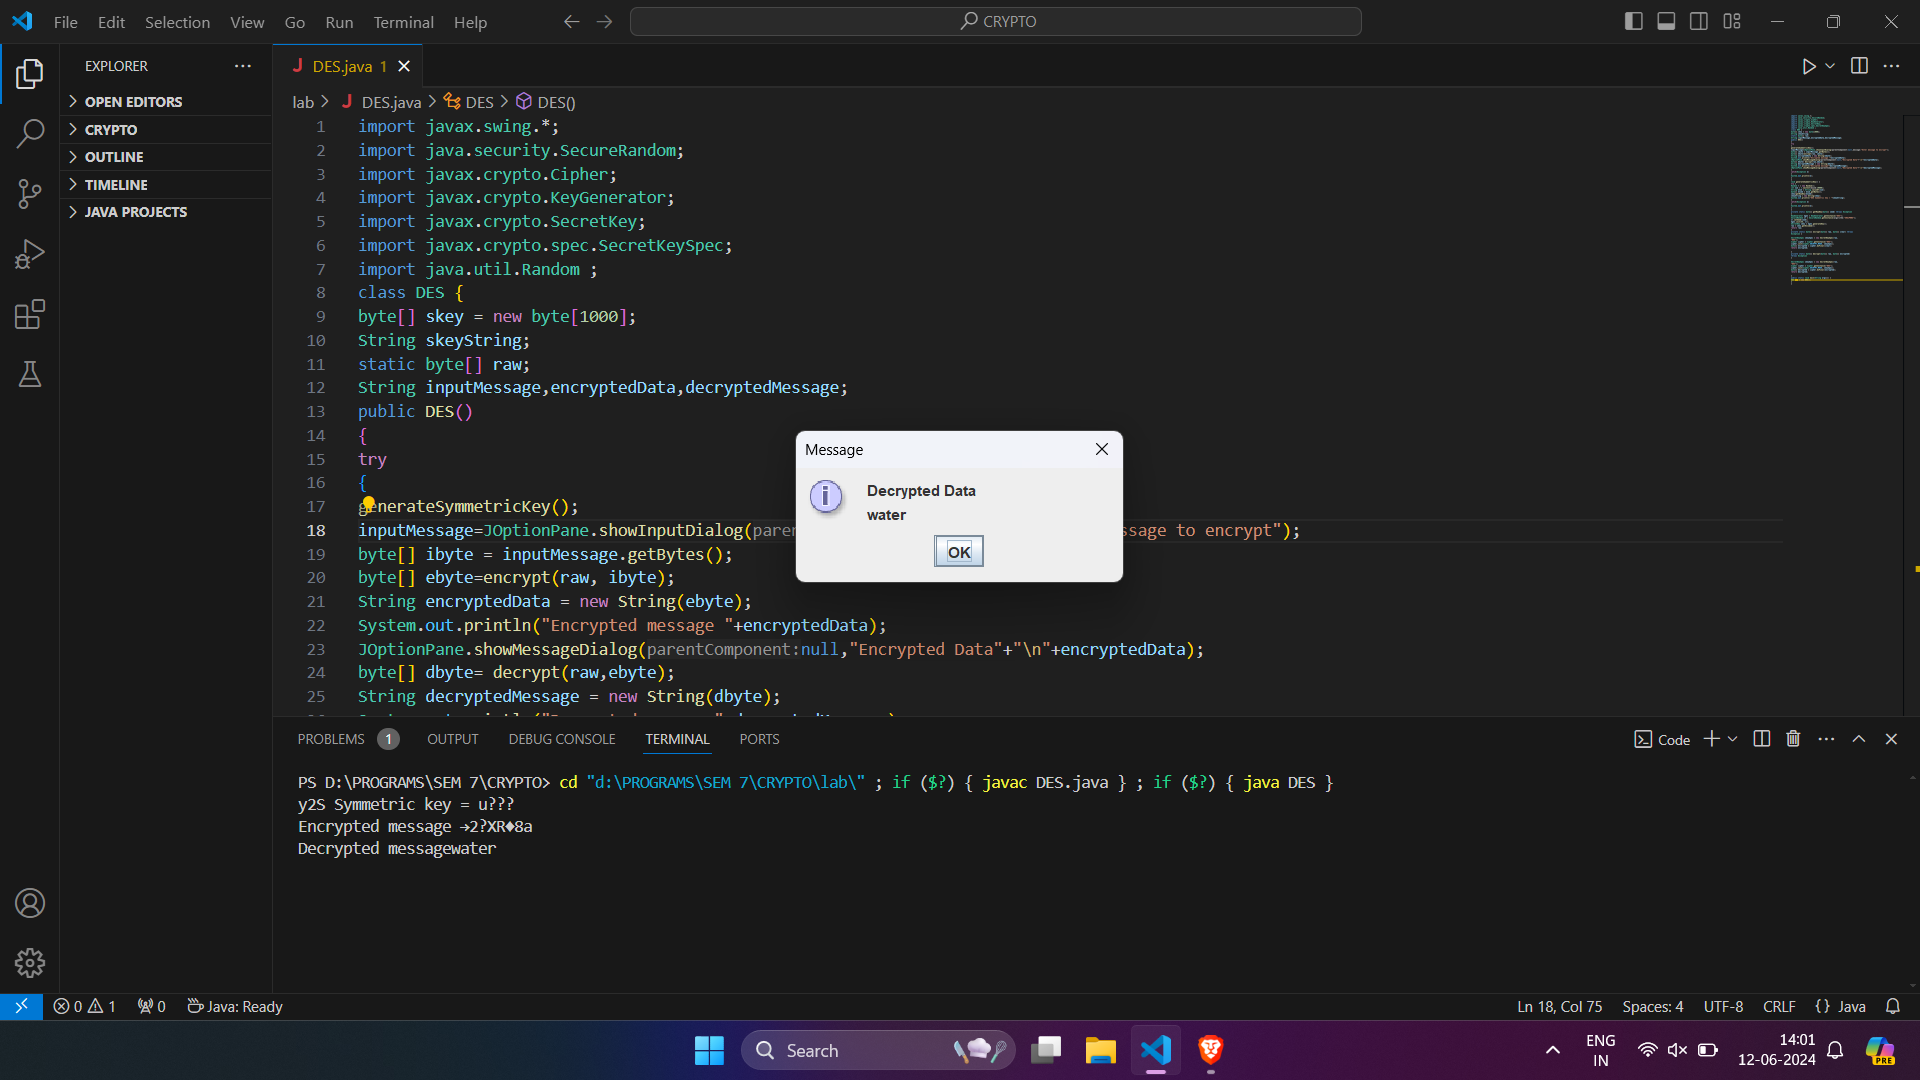 File Edit Selection View Go Run Terminal Help
CRYPTO
EXPLORER
OPEN EDITORS
CRYPTO
OUTLINE
TIMELINE
JAVA PROJECTS
J DES.java 1
lab > J DES.java > DES > DES()
1 import javax.swing.*;
2 import java.security.SecureRandom;
3 import javax.crypto.Cipher;
4 import javax.crypto.KeyGenerator;
5 import javax.crypto.SecretKey;
6 import javax.crypto.spec.SecretKeySpec;
7 import java.util.Random ;
8 class DES {
9 byte[] skey = new byte[1000];
10 String skeyString;
11 static byte[] raw;
12 String inputMessage,encryptedData,decryptedMessage;
13 public DES()
14 {
15 try
16 {
17 generateSymmetricKey();
18 inputMessage=JOptionPane.showInputDialog(paren ssage to encrypt");
19 byte[] ibyte = inputMessage.getBytes();
20 byte[] ebyte=encrypt(raw, ibyte);
21 String encryptedData = new String(ebyte);
22 System.out.println("Encrypted message "+encryptedData);
23 JOptionPane.showMessageDialog(parentComponent:null,"Encrypted Data"+"\n"+encryptedData);
24 byte[] dbyte= decrypt(raw,ebyte);
25 String decryptedMessage = new String(dbyte);
Message
Decrypted Data
water
OK
PROBLEMS 1 OUTPUT DEBUG CONSOLE TERMINAL PORTS
Code
PS D:\PROGRAMS\SEM 7\CRYPTO> cd "d:\PROGRAMS\SEM 7\CRYPTO\lab\" ; if ($?) { javac DES.java } ; if ($?) { java DES }
y2S Symmetric key = u???
Encrypted message →2?XR♦8a
Decrypted messagewater
0 1 0 Java: Ready
Ln 18, Col 75 Spaces: 4 UTF-8 CRLF {} Java
Search
ENG
IN
14:01
12-06-2024
PRE